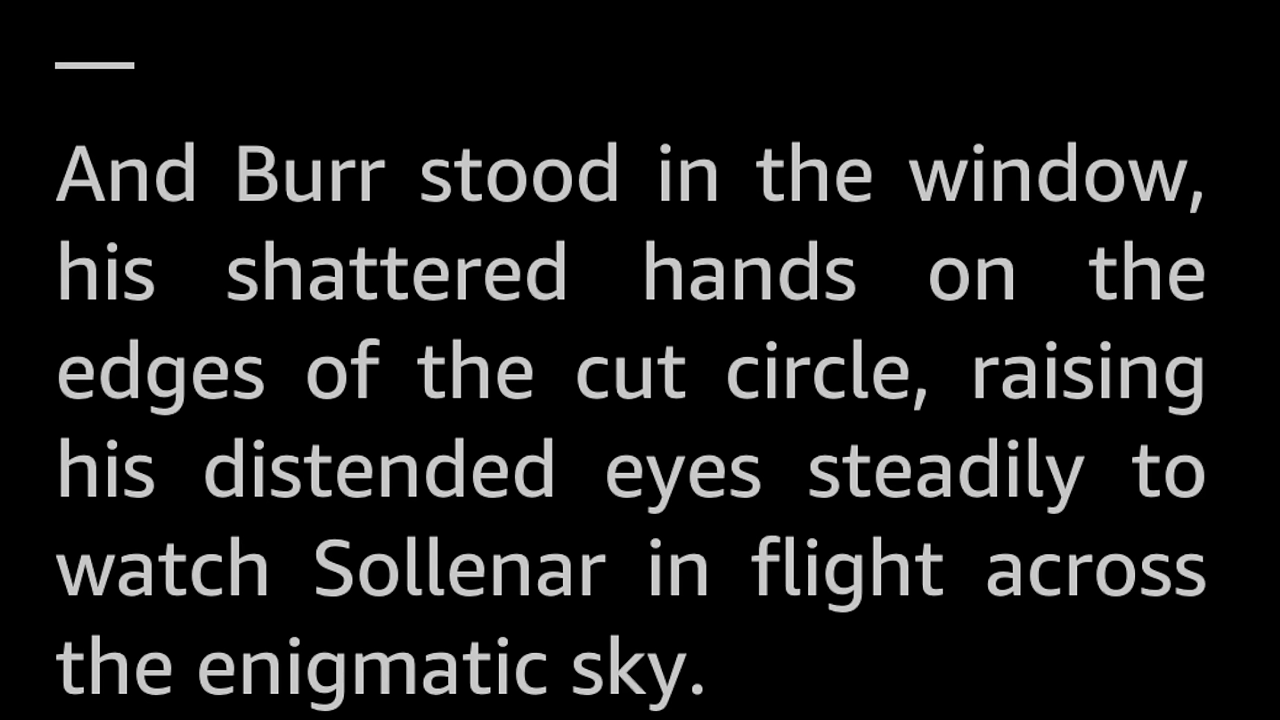 And Burr stood in the window,
his shattered hands on the
edges of the cut circle, raising
his distended eyes steadily to
watch Sollenar in flight across
the enigmatic sky.